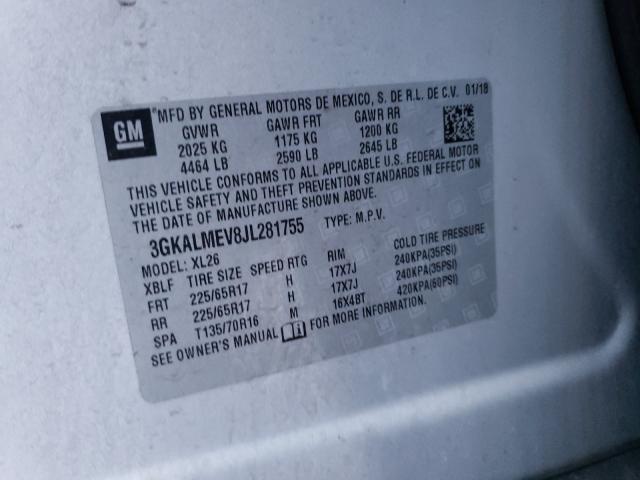 GM
®MFD BY GENERAL MOTORS DE MEXICO, S. DE R.L. DE C.V. 01/18
GVWR GAWR FRT GAWR RR
2025 KG 1175 KG 1200 KG
4464 LB 2590 LB 2645 LB
THIS VEHICLE CONFORMS TO ALL APPLICABLE U.S. FEDERAL MOTOR
VEHICLE SAFETY AND THEFT PREVENTION STANDARDS IN EFFECT ON
THE DATE OF MANUFACTURE SHOWN ABOVE.
3GKALMEV8JL281755 TYPE: M.P.V.
MODEL: XL26
XBLF TIRE SIZE SPEED RTG RIM COLD TIRE PRESSURE
FRT 225/65R17 H 17X7J 240KPA(35PSI)
RR 225/65R17 H 17X7J 240KPA(35PSI)
SPA T135/70R16 M 16X4BT 420KPA(60PSI)
SEE OWNER'S MANUAL FOR MORE INFORMATION.